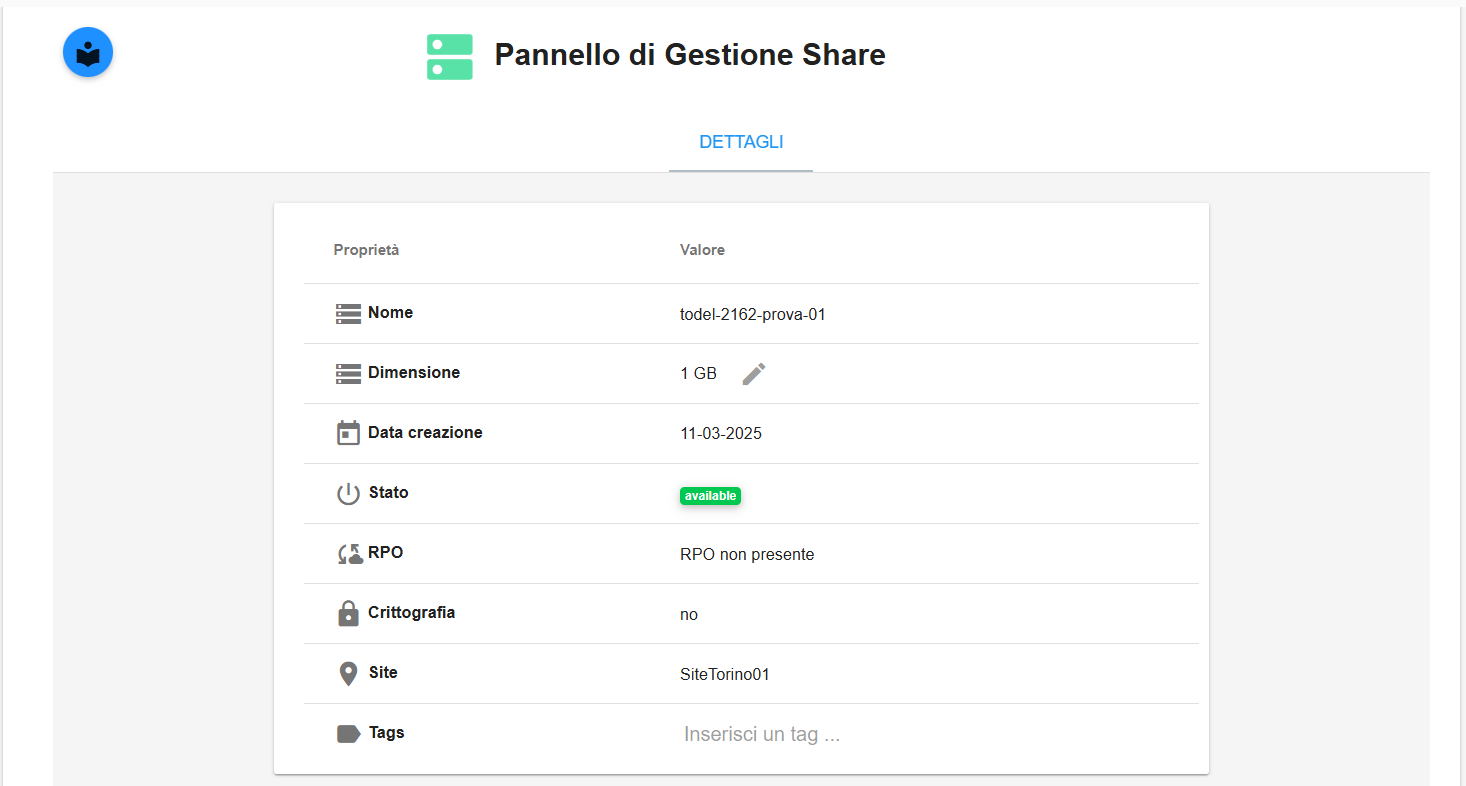 Pannello di Gestione Share
DETTAGLI
Proprietà Valore
Nome todel-2162-prova-01
Dimensione 1 GB
Data creazione 11-03-2025
Stato available
RPO RPO non presente
Crittografia no
Site SiteTorino01
Tags Inserisci un tag ...